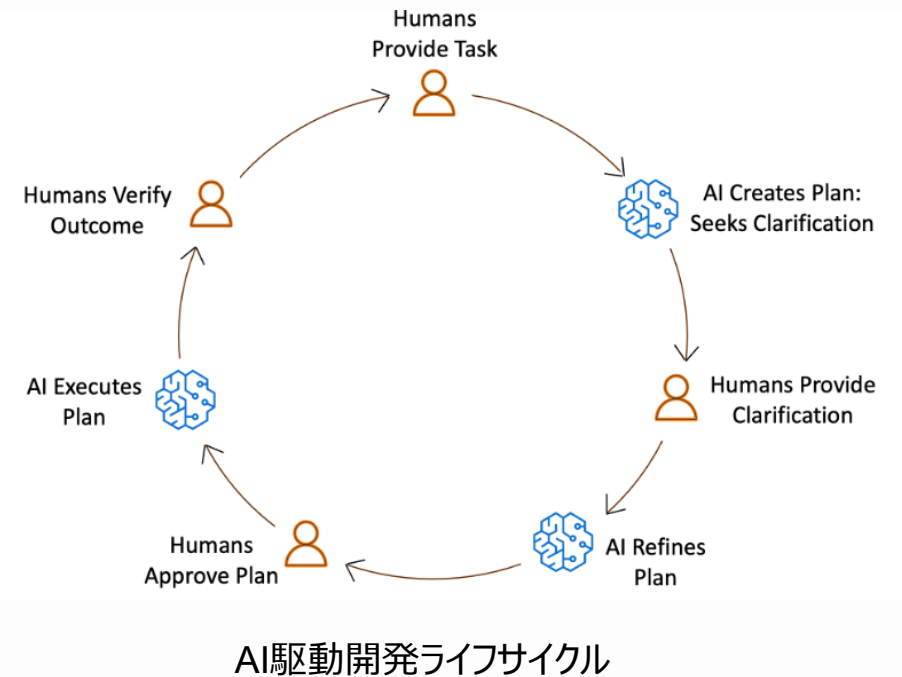 Humans
Provide Task
AI Creates Plan:
Seeks Clarification
Humans Provide
Clarification
AI Refines
Plan
Humans
Approve Plan
AI Executes
Plan
Humans Verify
Outcome
AI駆動開発ライフサイクル